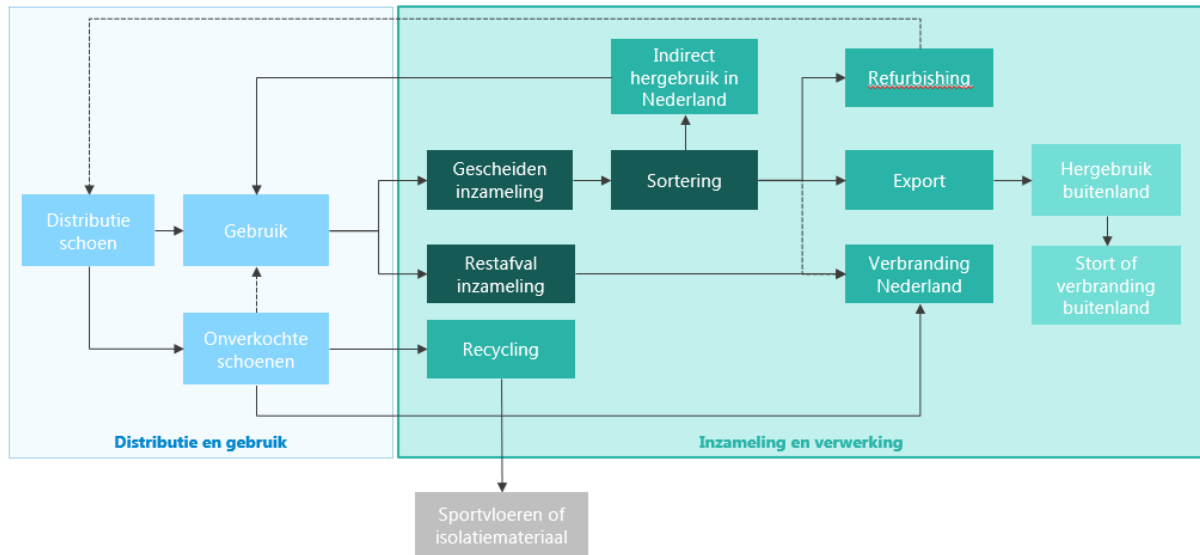 Indirect
hergebruik in
Nederland
Refurbishing
Gescheiden
inzameling
Sortering
Export
Hergebruik
buitenland
Distributie
schoen
Gebruik
Restafval
inzameling
Verbranding
Nederland
Stort of
verbranding
buitenland
Onverkochte
schoenen
Recycling
Distributie en gebruik
Inzameling en verwerking
Sportvloeren of
isolatiemateriaal